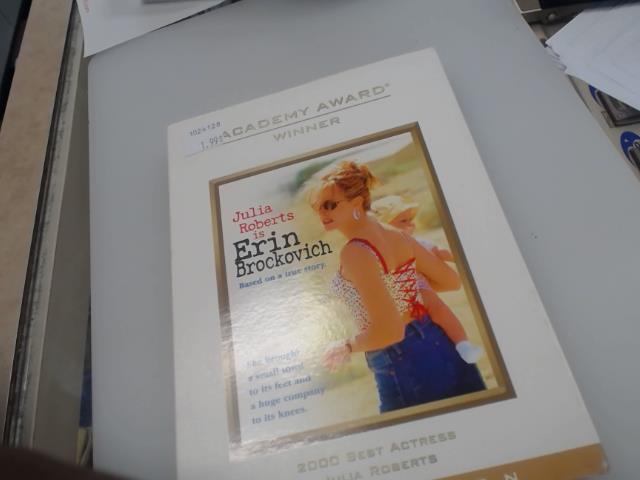 1024128
1.99$
ACADEMY AWARD®
WINNER
Julia
Roberts
is
Erin
Brockovich
Based on a true story.
She brought
a small town
to its feet and
a huge company
to its knees.
2000 BEST ACTRESS
JULIA ROBERTS